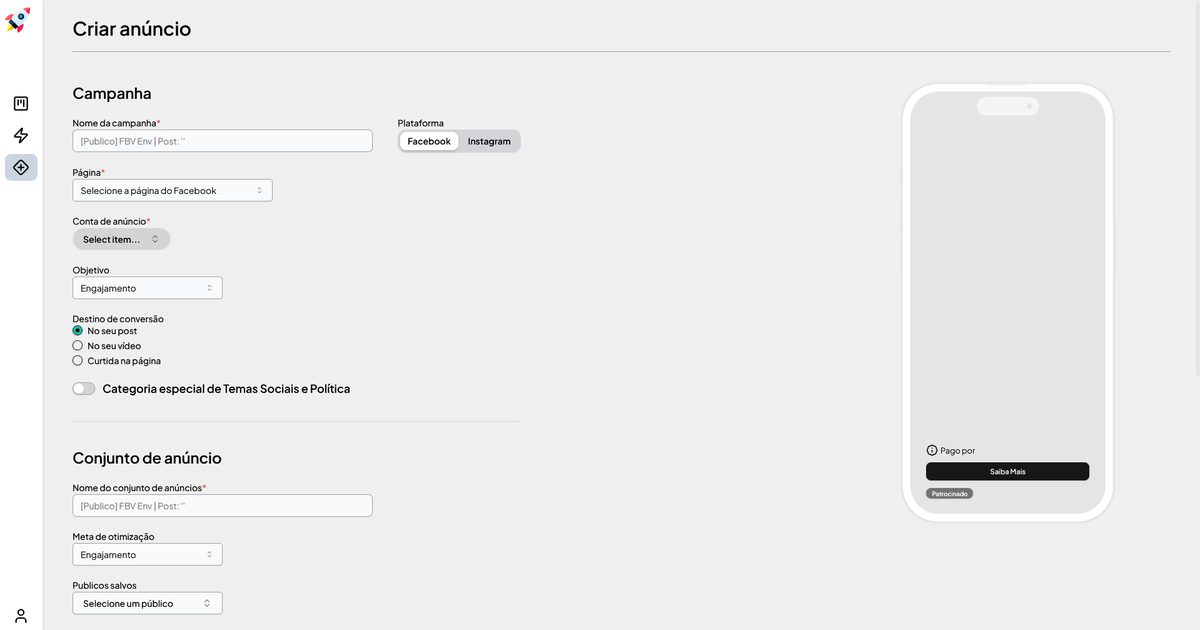 Criar anúncio
Campanha
Nome da campanha*
[Publico] FBV Env | Post: ''
Plataforma
Facebook
Instagram
Página*
Selecione a página do Facebook
Conta de anúncio*
Select item...
Objetivo
Engajamento
Destino de conversão
No seu post
No seu vídeo
Curtida na página
Categoria especial de Temas Sociais e Política
Conjunto de anúncio
Nome do conjunto de anúncios*
[Publico] FBV Env | Post: ''
Meta de otimização
Engajamento
Publicos salvos
Selecione um público
Pago por
Saiba Mais
Patrocinado